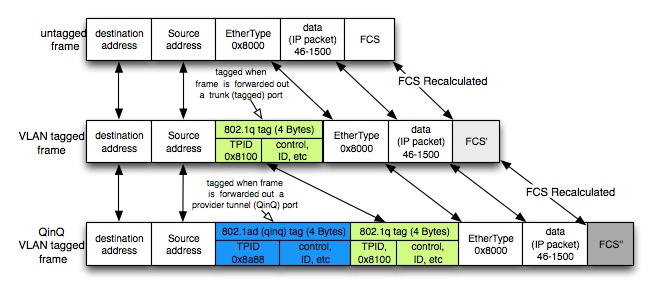 untagged
frame
destination
address
Source
address
EtherType
0x8000
data
(IP packet)
46-1500
FCS
tagged when
frame is forwarded out
a trunk (tagged) port
FCS Recalculated
VLAN tagged
frame
destination
address
Source
address
802.1q tag (4 Bytes)
TPID
0x8100
control,
ID, etc
EtherType
0x8000
data
(IP packet)
46-1500
FCS'
tagged when frame
is forwarded out a
provider tunnel (QinQ) port
FCS Recalculated
QinQ
VLAN tagged
frame
destination
address
Source
address
802.1ad (qinq) tag (4 Bytes)
TPID
0x8a88
control,
ID, etc
802.1q tag (4 Bytes)
TPID,
0x8100
control,
ID, etc
EtherType
0x8000
data
(IP packet)
46-1500
FCS"